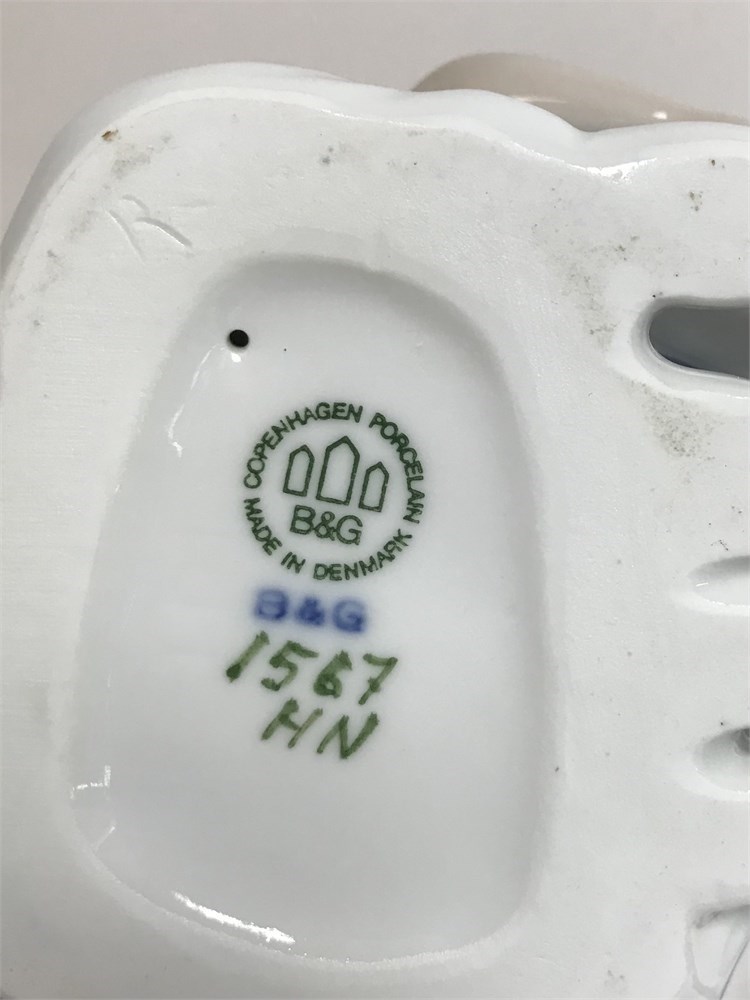 R
COPENHAGEN PORCELAIN
B&G
MADE IN DENMARK
B&G
1567
HN